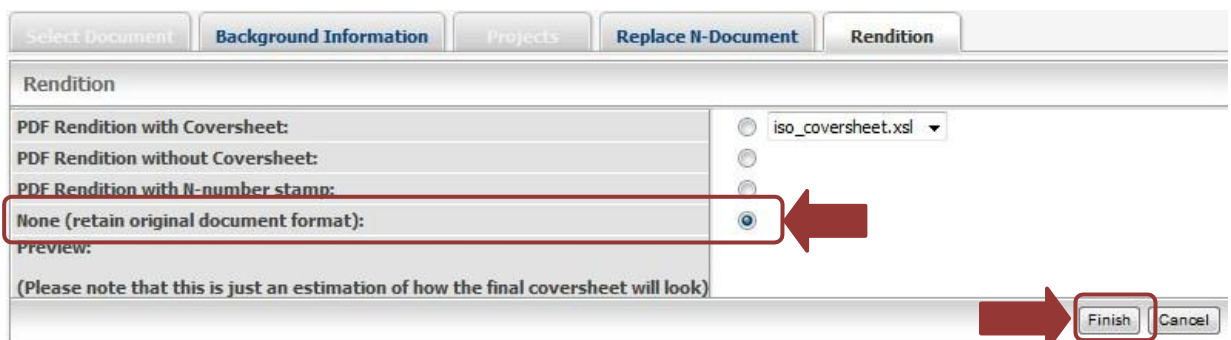 Select Document Background Information Projects Replace N-Document Rendition
Rendition
PDF Rendition with Coversheet: iso_coversheet.xsl
PDF Rendition without Coversheet:
PDF Rendition with N-number stamp:
None (retain original document format):
Preview:
(Please note that this is just an estimation of how the final coversheet will look)
Finish Cancel